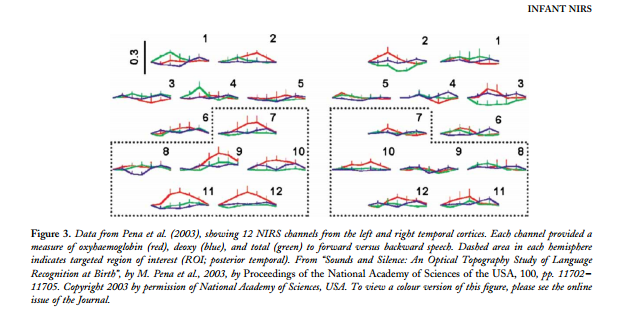 INFANT NIRS
1 2 2 1
0.3
3 4 5 5 4 3
6 7 7 6
8 9 10 10 9 8
11 12 12 11
Figure 3. Data from Pena et al. (2003), showing 12 NIRS channels from the left and right temporal cortices. Each channel provided a
measure of oxyhaemoglobin (red), deoxy (blue), and total (green) to forward versus backward speech. Dashed area in each hemisphere
indicates targeted region of interest (ROI; posterior temporal). From “Sounds and Silence: An Optical Topography Study of Language
Recognition at Birth”, by M. Pena et al., 2003, by Proceedings of the National Academy of Sciences of the USA, 100, pp. 11702–
11705. Copyright 2003 by permission of National Academy of Sciences, USA. To view a colour version of this figure, please see the online
issue of the Journal.